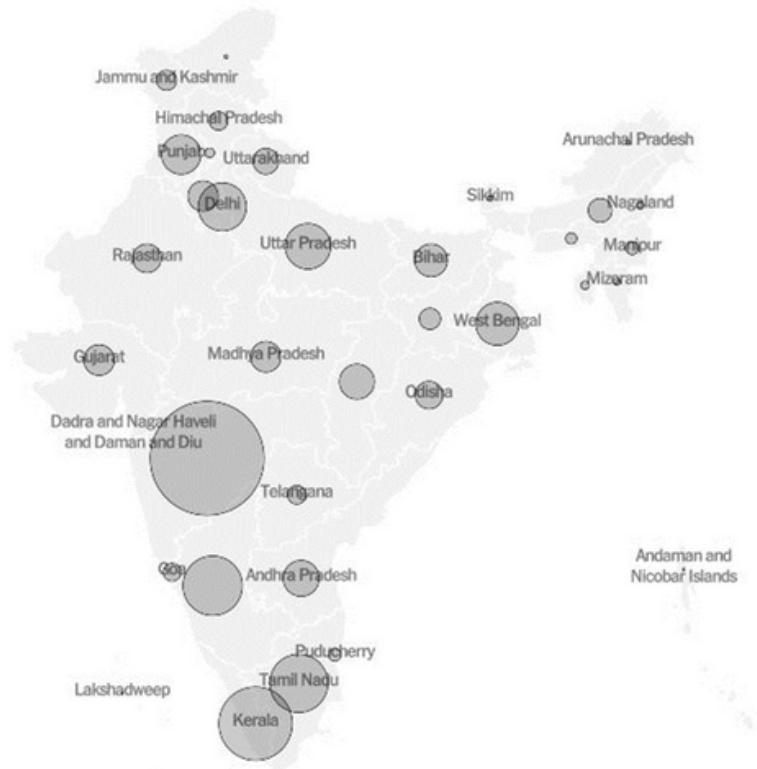 Jammu and Kashmir
Himachal Pradesh
Arunachal Pradesh
Punjab
Uttarakhand
Sikkim
Nagaland
Delhi
Uttar Pradesh
Manipur
Rajasthan
Bihar
Mizoram
West Bengal
Gujarat
Madhya Pradesh
Odisha
Dadra and Nagar Haveli
and Daman and Diu
Telangana
Andaman and
Nicobar Islands
Goa
Andhra Pradesh
Puducherry
Tamil Nadu
Lakshadweep
Kerala